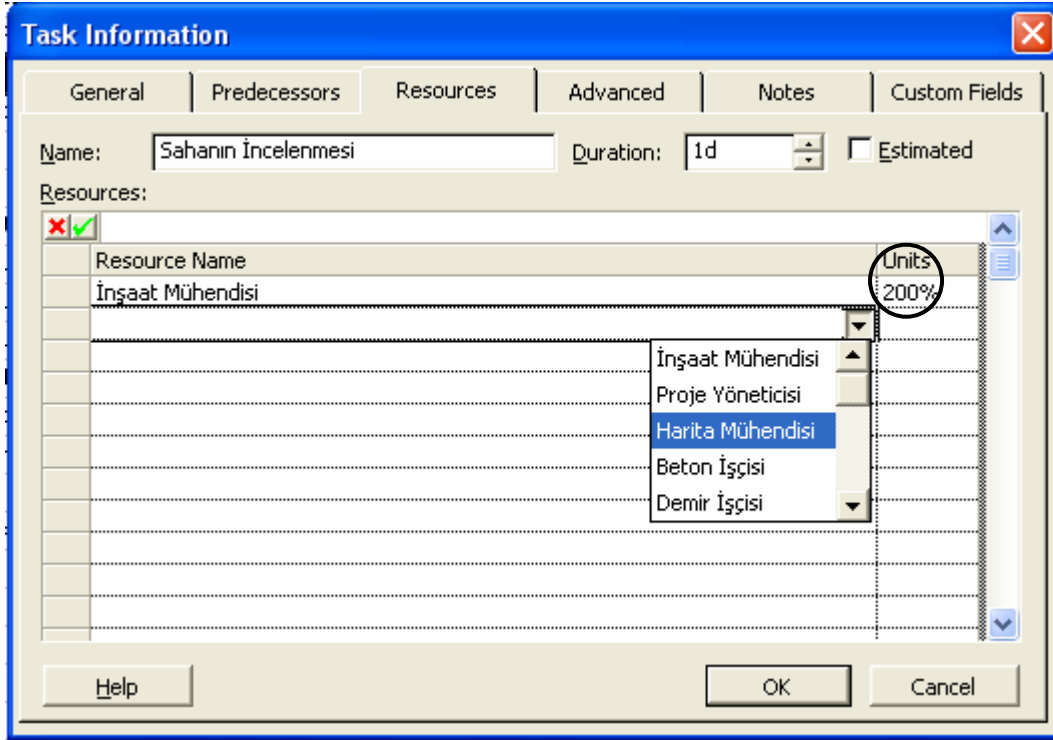 Task Information
General Predecessors Resources Advanced Notes Custom Fields
Name: Sahanın İncelenmesi Duration: 1d Estimated
Resources:
Resource Name Units
İnşaat Mühendisi 200%
İnşaat Mühendisi
Proje Yöneticisi
Harita Mühendisi
Beton İşçisi
Demir İşçisi
Help OK Cancel